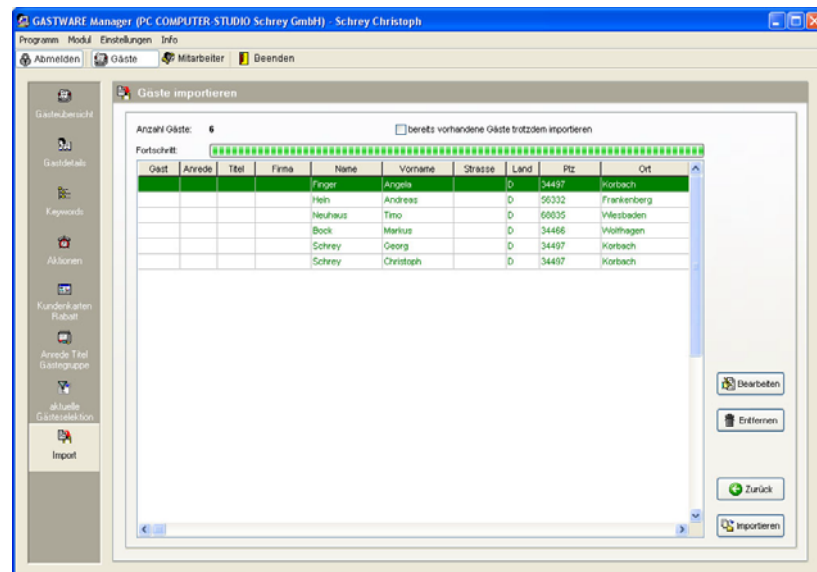 GASTWARE Manager (PC COMPUTER-STUDIO Schrey GmbH) - Schrey Christoph
Programm Modul Einstellungen Info
Abmelden Gäste Mitarbeiter Beenden
Gäste importieren
Gästeübersicht
Gastdetails
Keywords
Aktionen
Kundenkarten
Rabatt
Anrede Titel
Gästegruppe
aktuelle
Gästeselektion
Import
Anzahl Gäste: 6 bereits vorhandene Gäste trotzdem importieren
Fortschritt:
Gast Anrede Titel Firma Name Vorname Strasse Land Plz Ort
Finger Angela D 34497 Korbach
Hein Andreas D 56332 Frankenberg
Neuhaus Timo D 68835 Wiesbaden
Bock Markus D 34466 Wolfhagen
Schrey Georg D 34497 Korbach
Schrey Christoph D 34497 Korbach
Bearbeiten
Entfernen
Zurück
Importieren